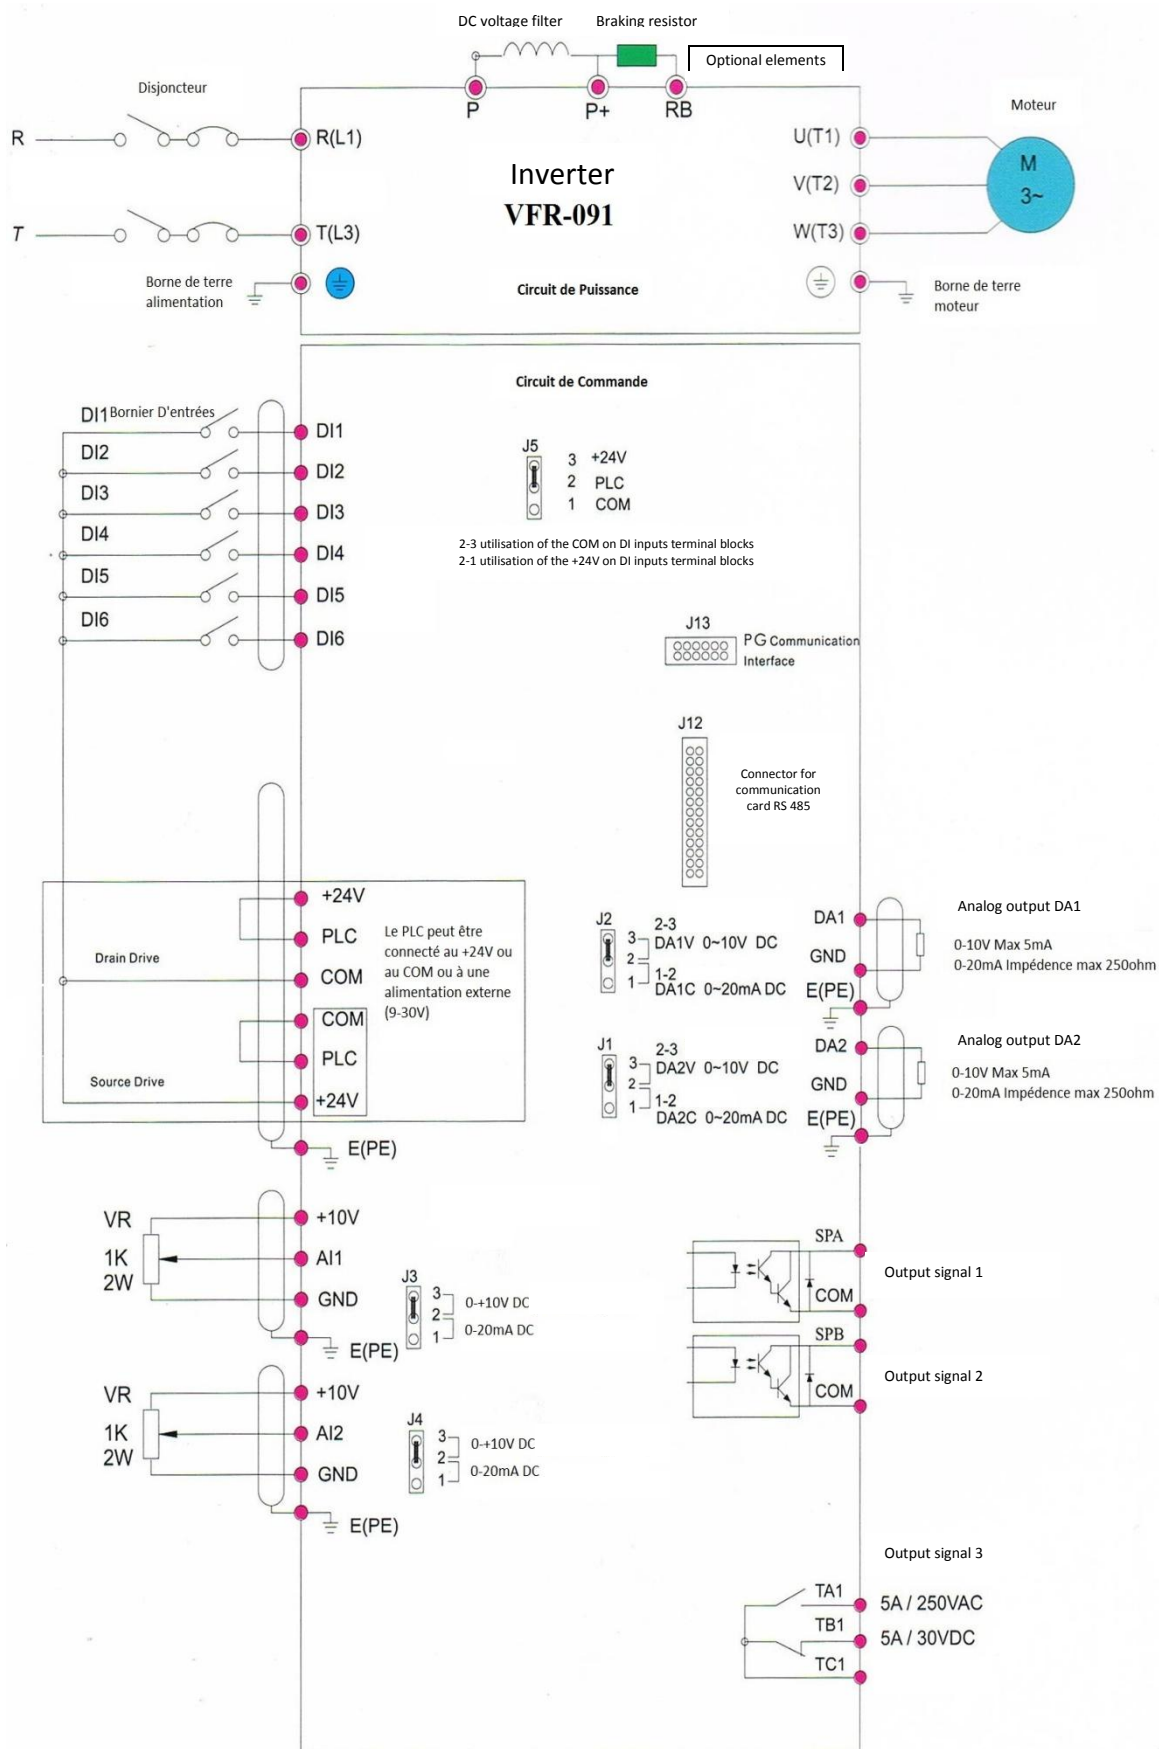 DC voltage filter
Braking resistor
Optional elements
P
P+
RB
Disjoncteur
R
R(L1)
T
T(L3)
Borne de terre
alimentation
Inverter
VFR-091
Circuit de Puissance
U(T1)
V(T2)
W(T3)
Moteur
M
3~
Borne de terre
moteur
Circuit de Commande
DI1 Bornier D'entrées
DI1
DI2
DI2
DI3
DI3
DI4
DI4
DI5
DI5
DI6
DI6
J5
3 +24V
2 PLC
1 COM
2-3 utilisation of the COM on DI inputs terminal blocks
2-1 utilisation of the +24V on DI inputs terminal blocks
J13
PG Communication
Interface
J12
Connector for
communication
card RS 485
Drain Drive
Source Drive
+24V
PLC
COM
COM
PLC
+24V
E(PE)
Le PLC peut être
connecté au +24V ou
au COM ou à une
alimentation externe
(9-30V)
J2
3
2
1
2-3
DA1V 0~10V DC
1-2
DA1C 0~20mA DC
DA1
GND
E(PE)
Analog output DA1
0-10V Max 5mA
0-20mA Impédence max 250ohm
J1
3
2
1
2-3
DA2V 0~10V DC
1-2
DA2C 0~20mA DC
DA2
GND
E(PE)
Analog output DA2
0-10V Max 5mA
0-20mA Impédence max 250ohm
VR
1K
2W
+10V
AI1
GND
E(PE)
J3
3
2
1
0-+10V DC
0-20mA DC
VR
1K
2W
+10V
AI2
GND
E(PE)
J4
3
2
1
0-+10V DC
0-20mA DC
SPA
COM
Output signal 1
SPB
COM
Output signal 2
Output signal 3
TA1
5A / 250VAC
TB1
5A / 30VDC
TC1